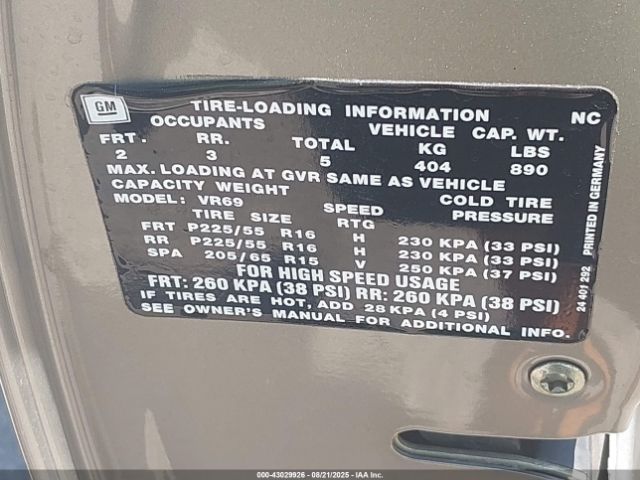 GM TIRE-LOADING INFORMATION NC
OCCUPANTS VEHICLE CAP. WT.
FRT. RR. TOTAL KG LBS
2 3 5 404 890
MAX. LOADING AT GVR SAME AS VEHICLE
CAPACITY WEIGHT
MODEL: VR69 COLD TIRE
TIRE SIZE SPEED PRESSURE
RTG
FRT P225/55 R16 H 230 KPA (33 PSI)
RR P225/55 R16 H 230 KPA (33 PSI)
SPA 205/65 R15 V 250 KPA (37 PSI)
FOR HIGH SPEED USAGE
FRT: 260 KPA (38 PSI) RR: 260 KPA (38 PSI)
IF TIRES ARE HOT, ADD 28 KPA (4 PSI)
SEE OWNER'S MANUAL FOR ADDITIONAL INFO.
24 401 292 PRINTED IN GERMANY
000-43029926 - 08/21/2025 - IAAI.COM